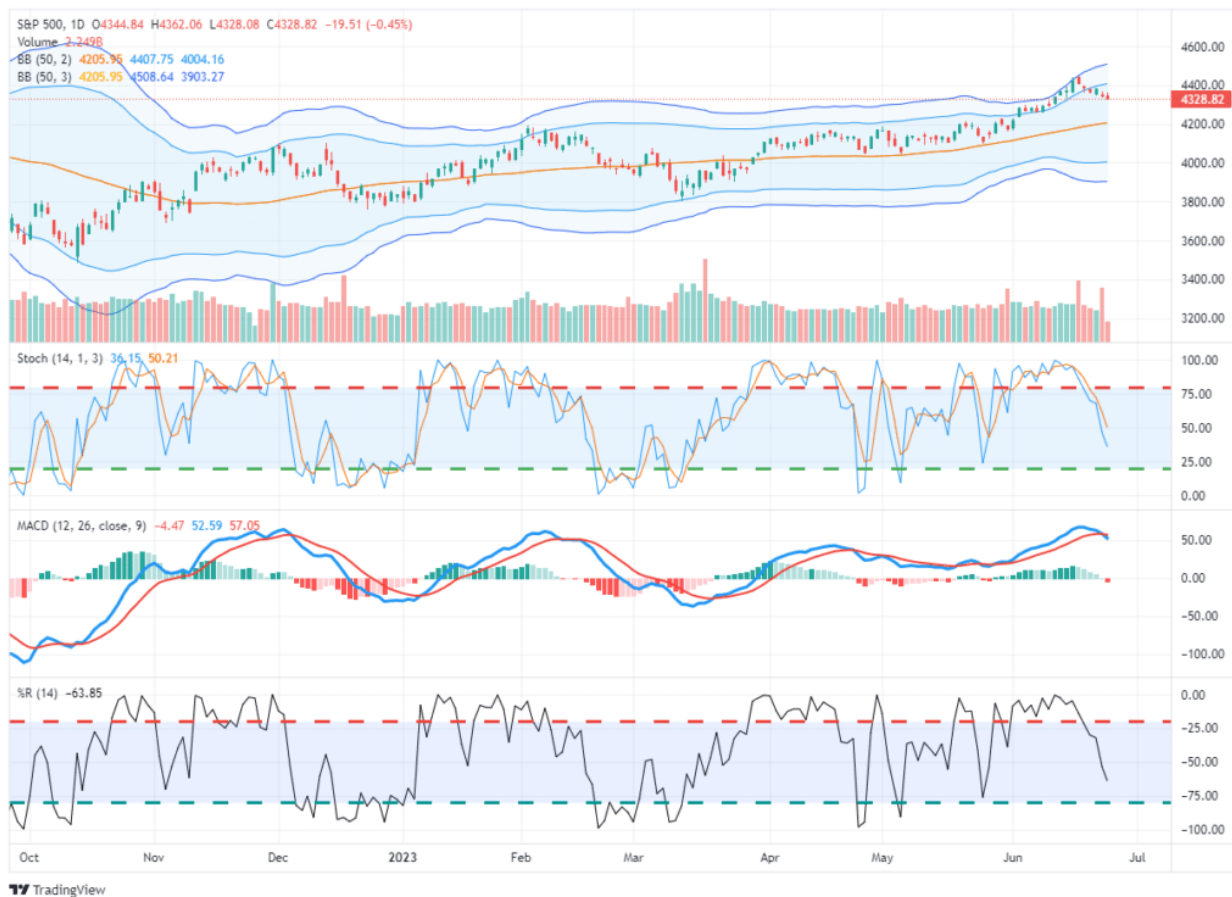 S&P 500, 1D O4344.84 H4362.06 L4328.08 C4328.82 −19.51 (−0.45%)
Volume 2.249B
BB (50, 2) 4205.95 4407.75 4004.16
BB (50, 3) 4205.95 4508.64 3903.27
4600.00
4400.00
4328.82
4200.00
4000.00
3800.00
3600.00
3400.00
3200.00
Stoch (14, 1, 3) 36.15 50.21
100.00
75.00
50.00
25.00
0.00
MACD (12, 26, close, 9) −4.47 52.59 57.05
50.00
0.00
−50.00
−100.00
%R (14) −63.85
0.00
−25.00
−50.00
−75.00
−100.00
Oct Nov Dec 2023 Feb Mar Apr May Jun Jul
TradingView